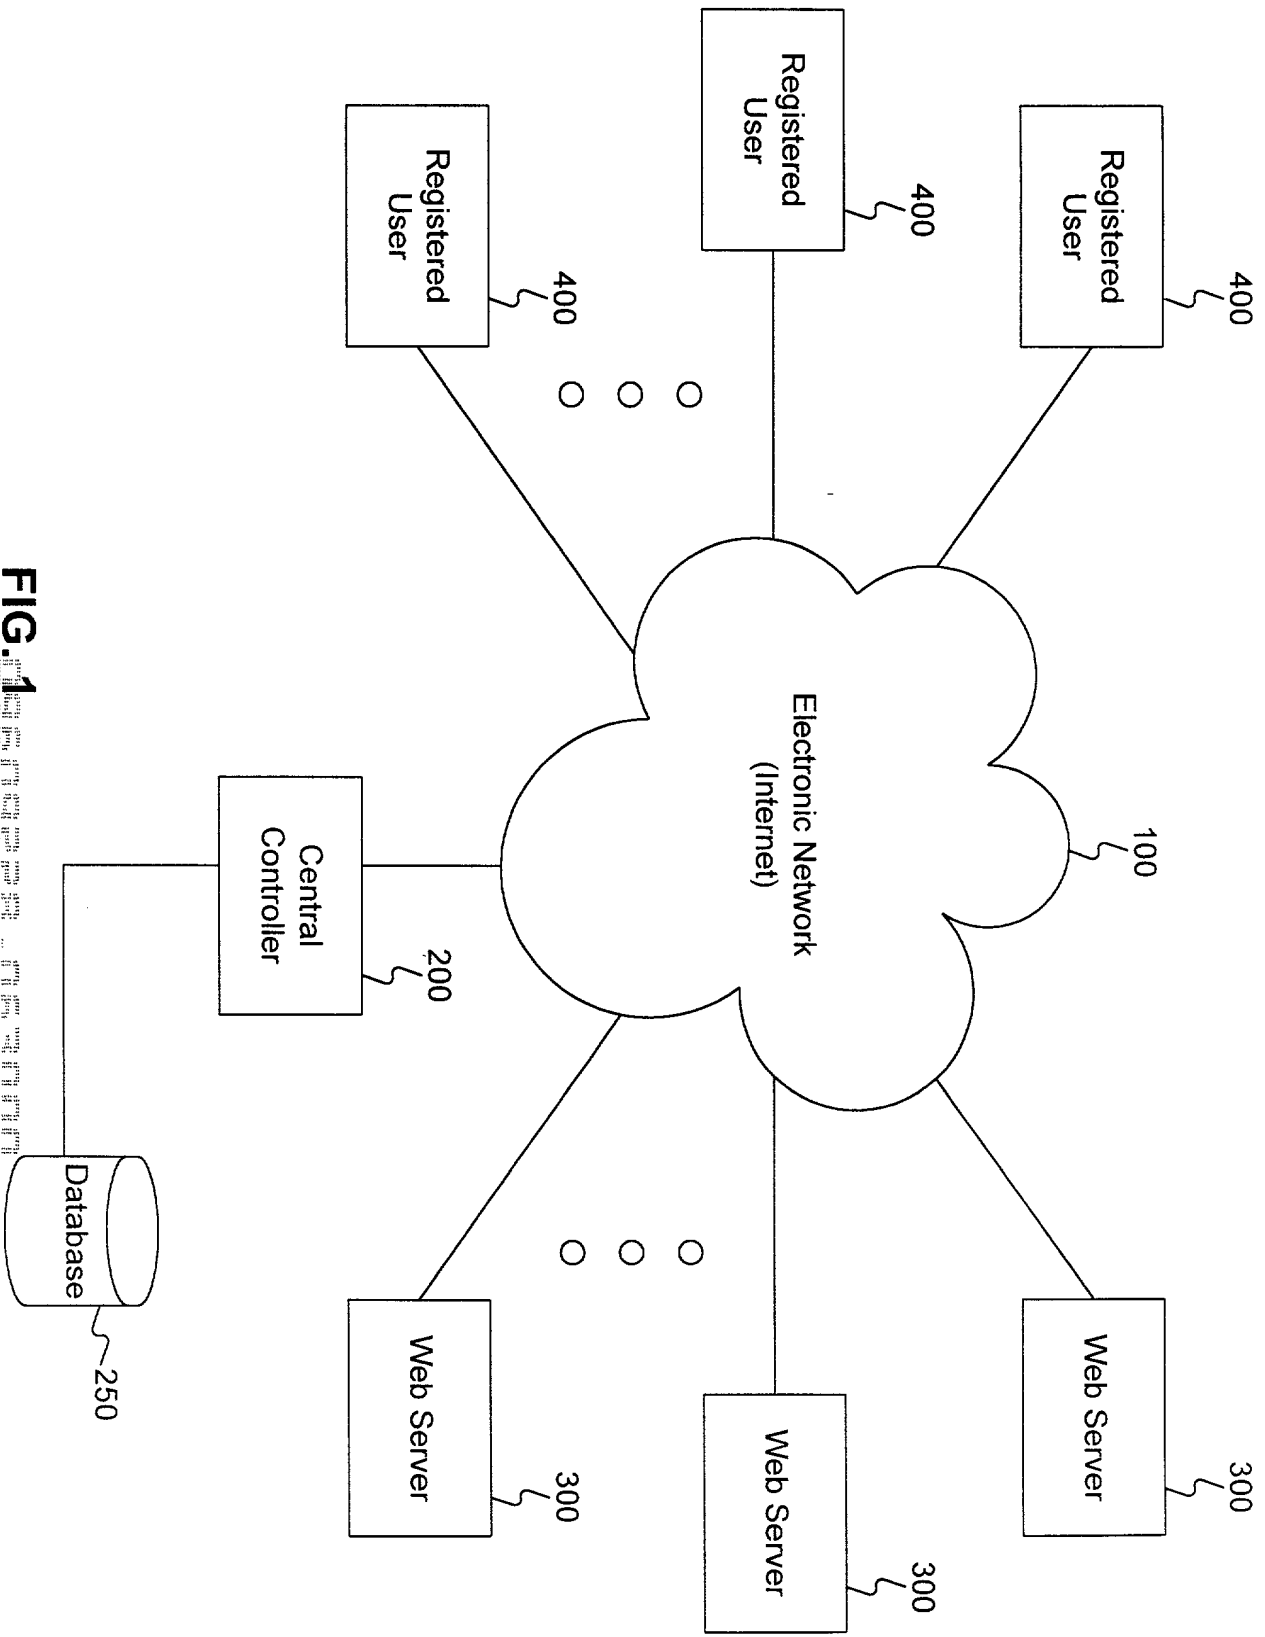 400
Registered
User
400
Registered
User
400
Registered
User
100
Electronic Network
(Internet)
300
Web Server
300
Web Server
300
Web Server
200
Central
Controller
Database
250
FIG. 1